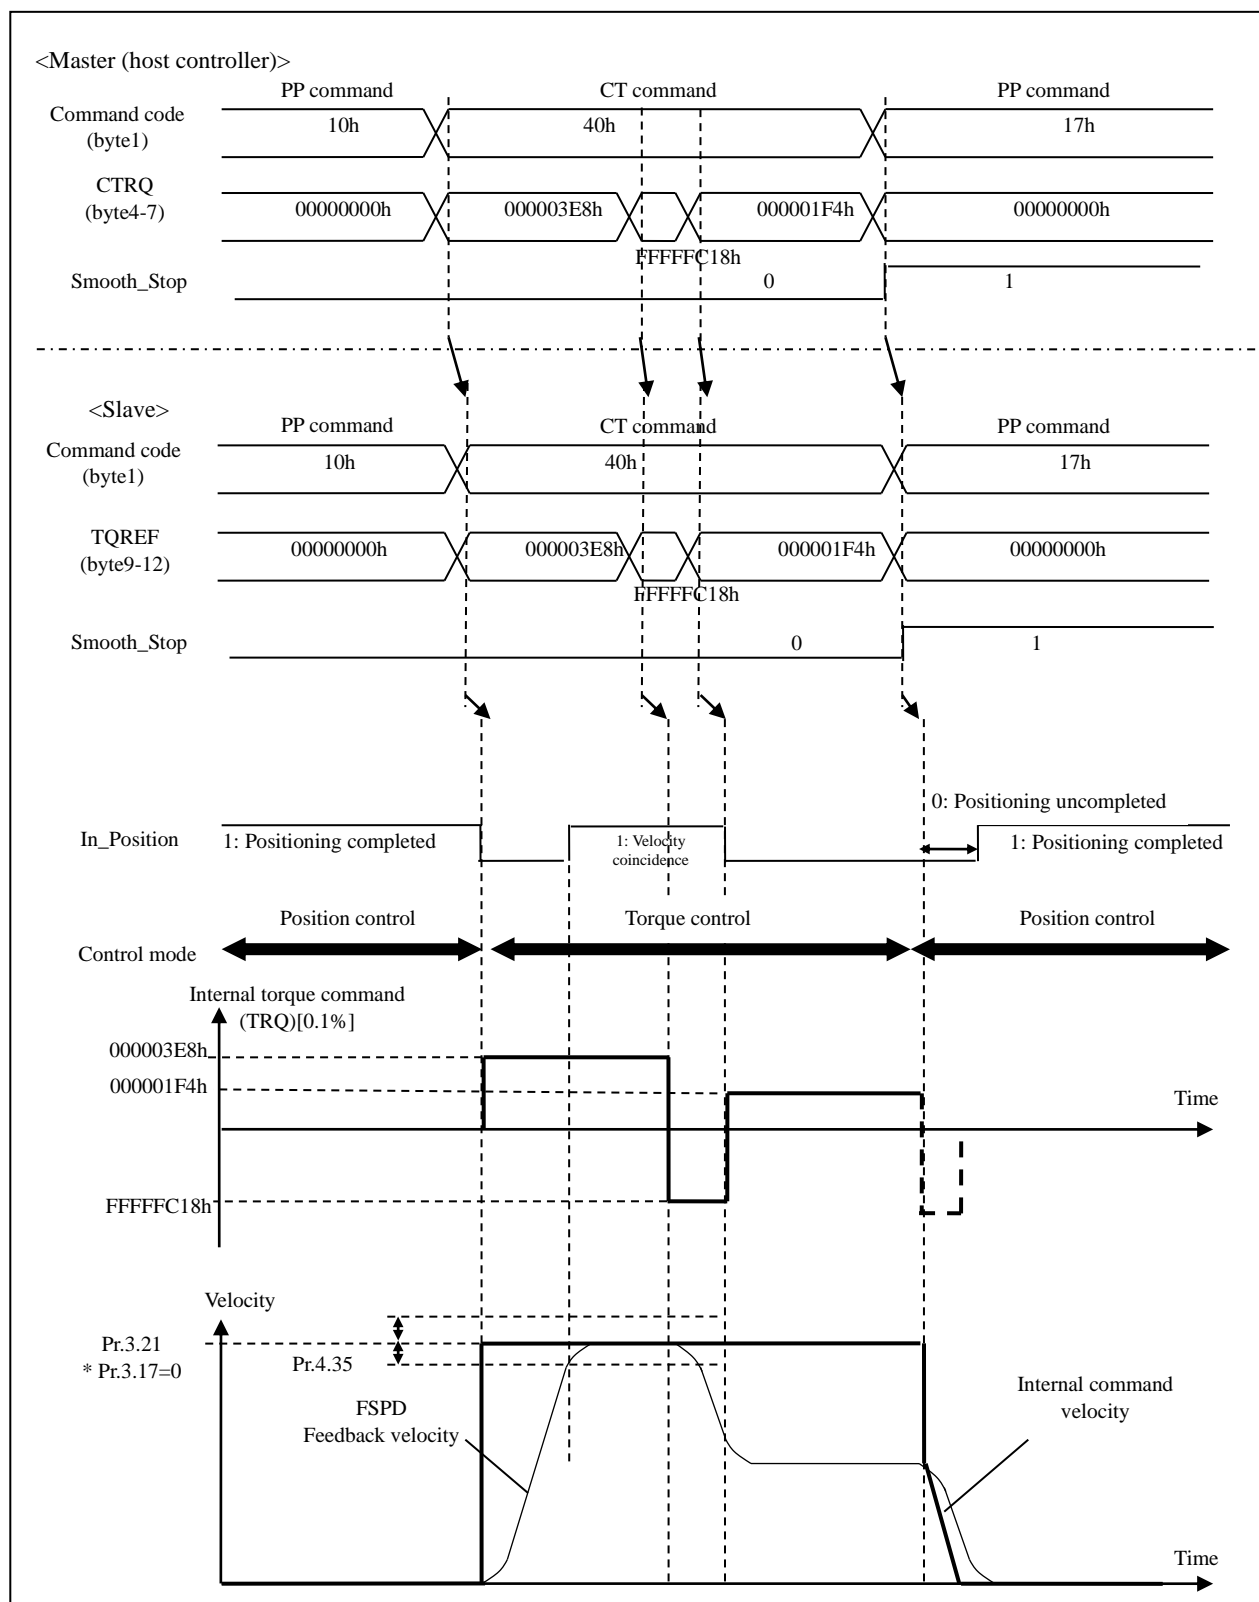 <Master (host controller)>
PP command
CT command
PP command
Command code
(byte1)
10h
40h
17h
CTRQ
(byte4-7)
00000000h
000003E8h
FFFFFC18h
000001F4h
00000000h
Smooth_Stop
0
1
<Slave>
PP command
CT command
PP command
Command code
(byte1)
10h
40h
17h
TQREF
(byte9-12)
00000000h
000003E8h
FFFFFC18h
000001F4h
00000000h
Smooth_Stop
0
1
0: Positioning uncompleted
In_Position
1: Positioning completed
1: Velocity
coincidence
1: Positioning completed
Position control
Torque control
Position control
Control mode
Internal torque command
(TRQ)[0.1%]
000003E8h
000001F4h
Time
FFFFFC18h
Velocity
Pr.3.21
* Pr.3.17=0
Pr.4.35
FSPD
Feedback velocity
Internal command
velocity
Time